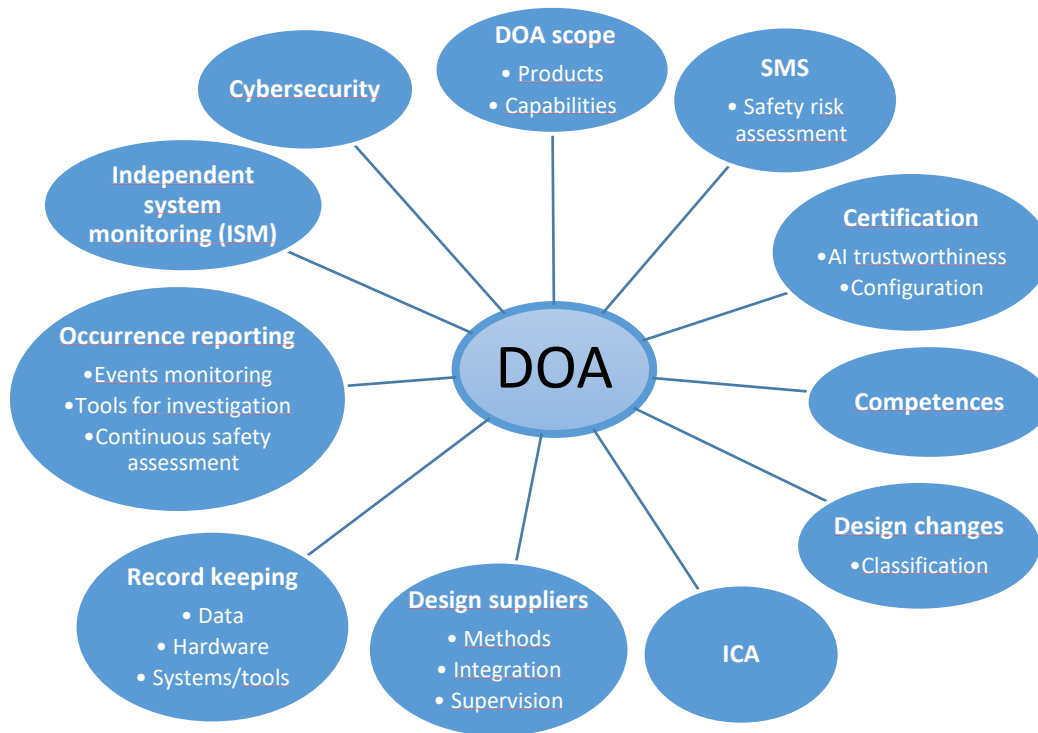 DOA scope
• Products
• Capabilities
SMS
• Safety risk
assessment
Cybersecurity
Independent
system
monitoring (ISM)
Certification
•AI trustworthiness
•Configuration
Occurrence reporting
•Events monitoring
•Tools for investigation
•Continuous safety
assessment
DOA
Competences
Design changes
•Classification
Record keeping
• Data
• Hardware
• Systems/tools
Design suppliers
• Methods
• Integration
• Supervision
ICA